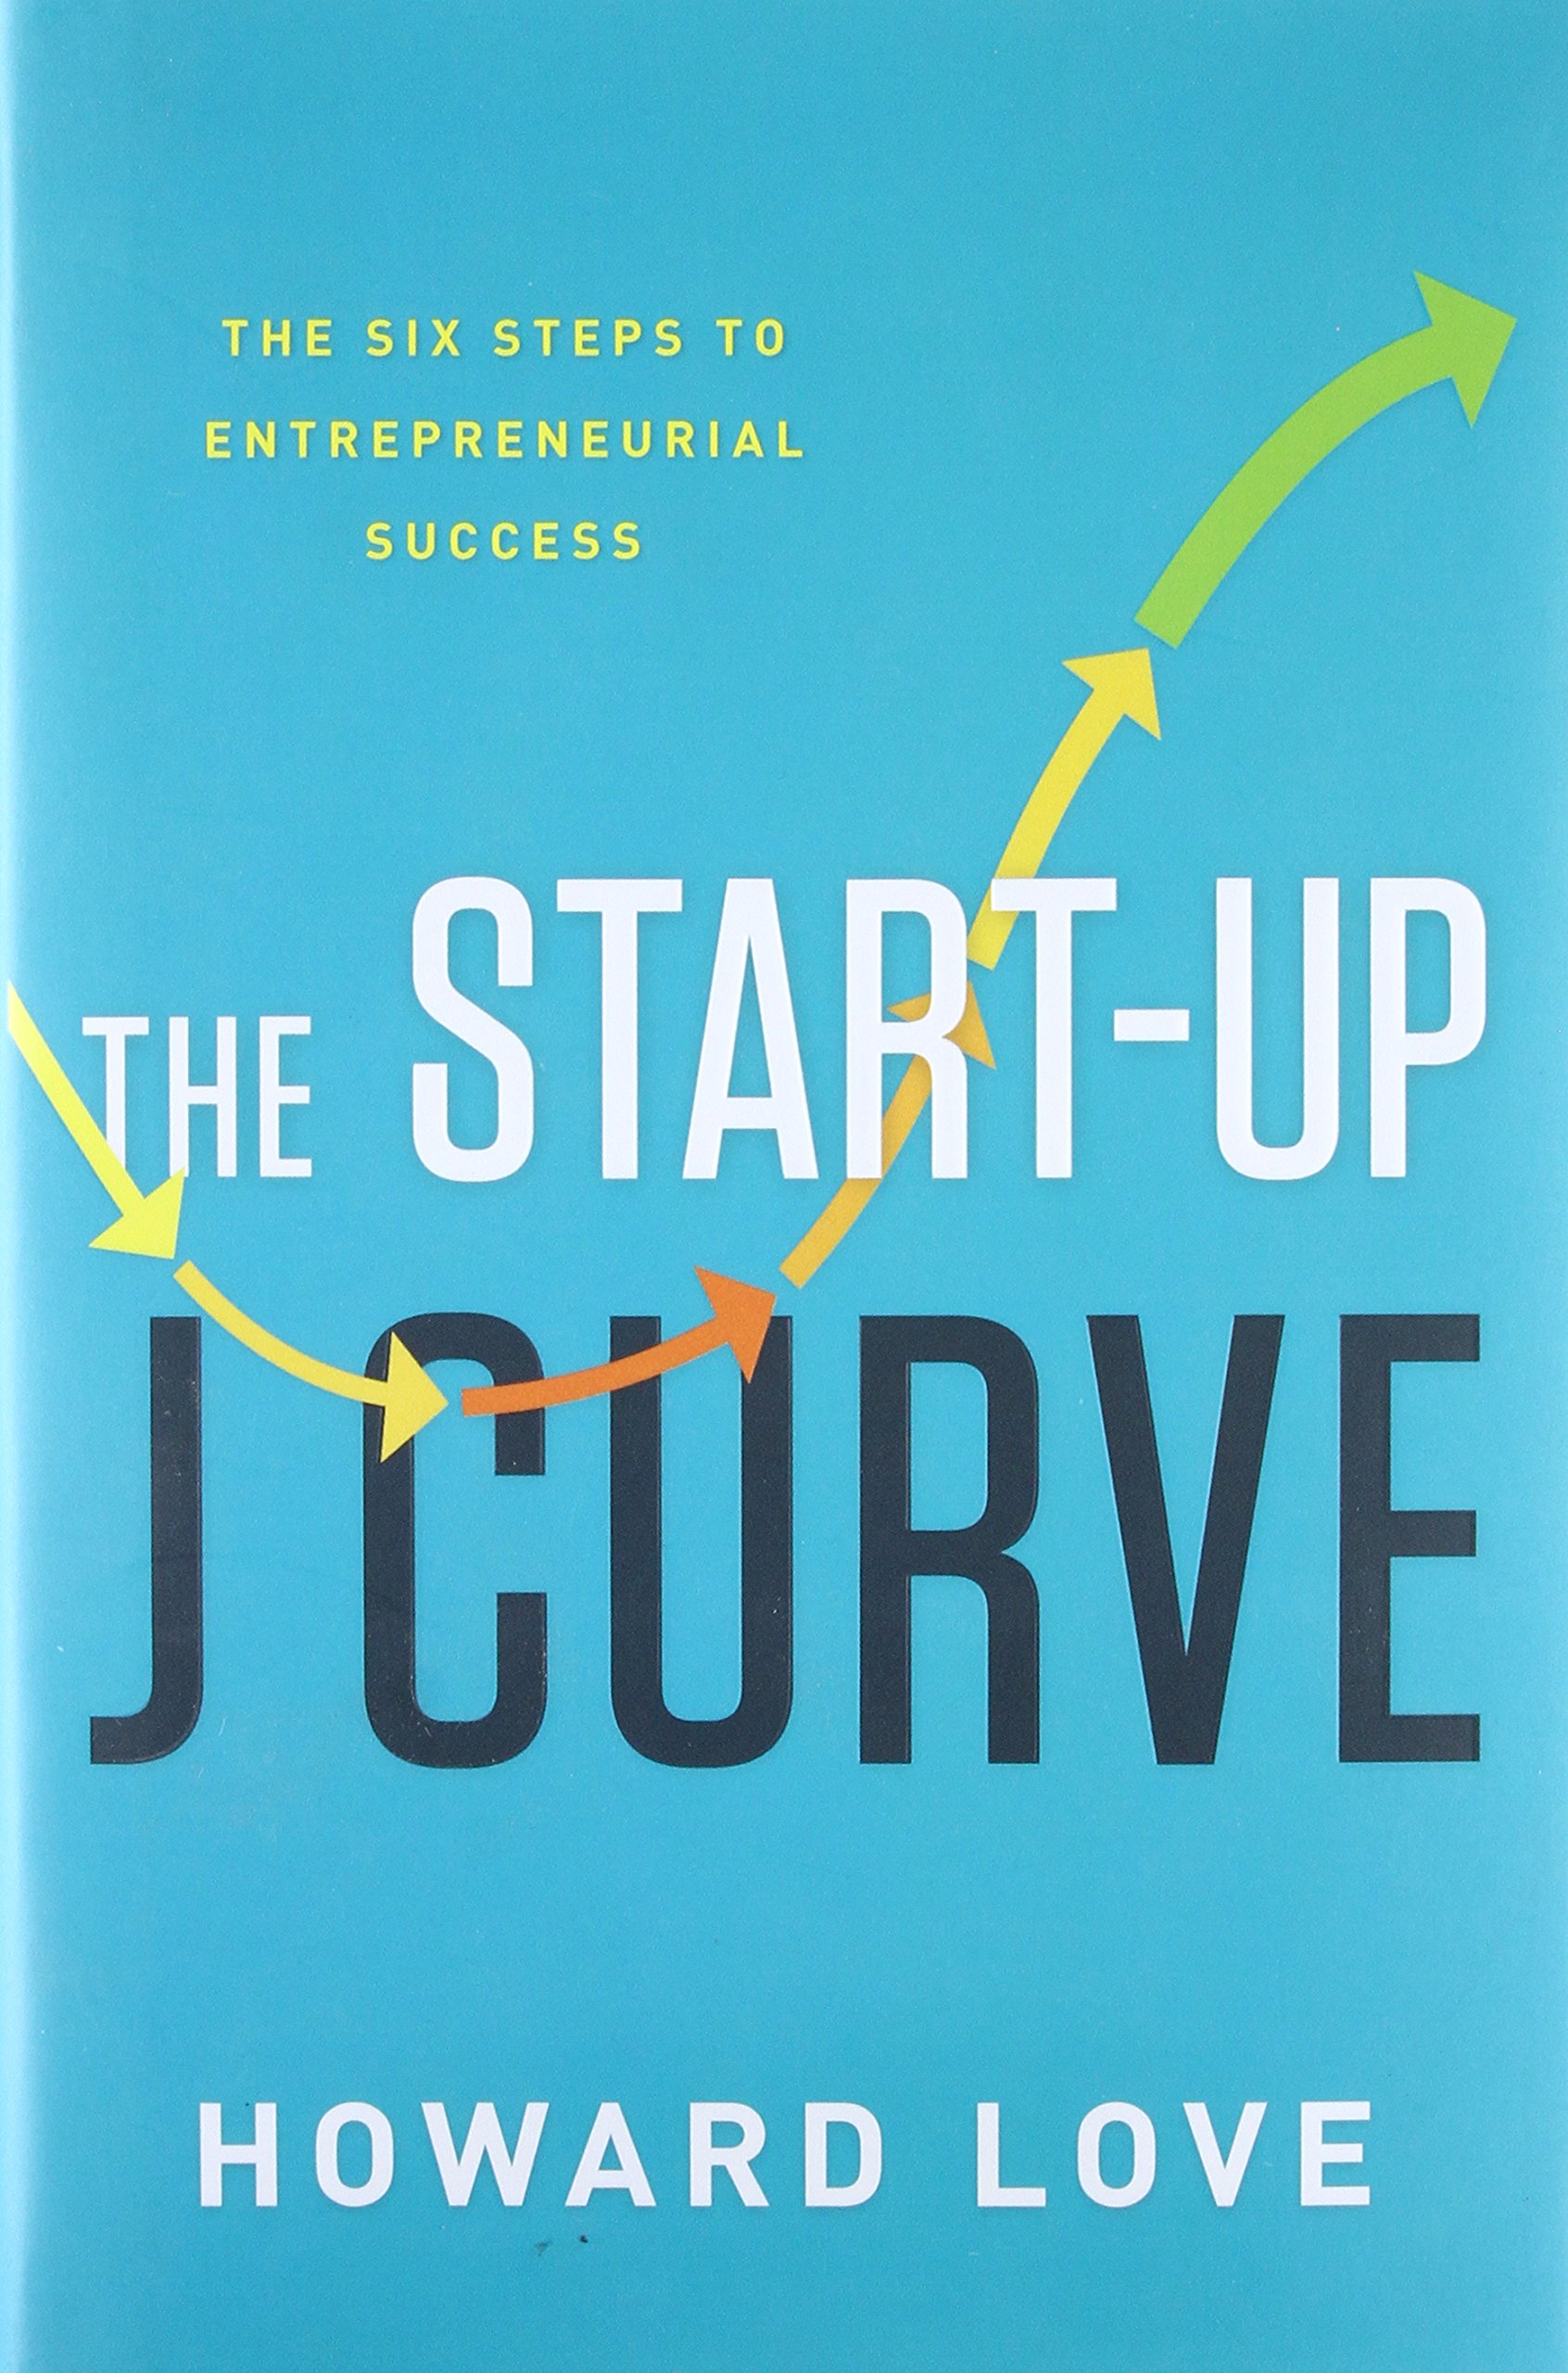 THE SIX STEPS TO
ENTREPRENEURIAL
SUCCESS
THE START-UP
J CURVE
HOWARD LOVE